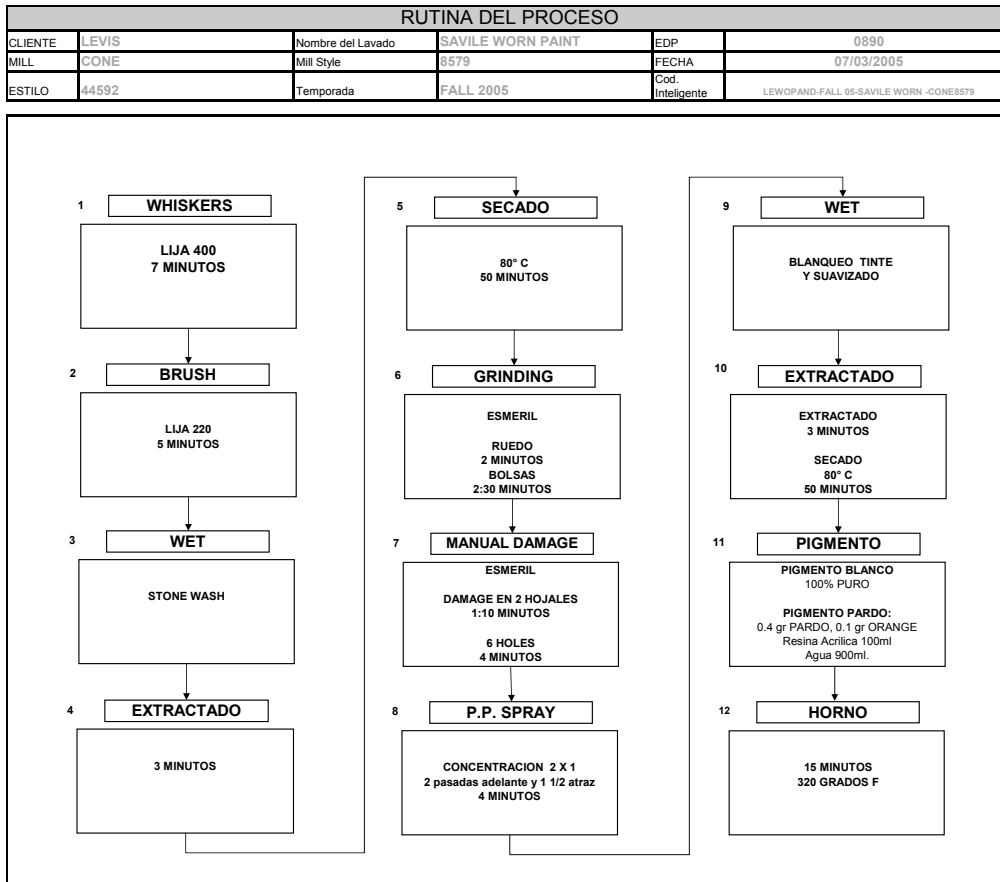 RUTINA DEL PROCESO
CLIENTE LEVIS Nombre del Lavado SAVILE WORN PAINT EDP 0890
MILL CONE Mill Style 8579 FECHA 07/03/2005
ESTILO 44592 Temporada FALL 2005 Cod.
Inteligente LEWOPAND-FALL 05-SAVILE WORN -CONE8579
1 WHISKERS
LIJA 400
7 MINUTOS
2 BRUSH
LIJA 220
5 MINUTOS
3 WET
STONE WASH
4 EXTRACTADO
3 MINUTOS
5 SECADO
80° C
50 MINUTOS
6 GRINDING
ESMERIL
RUEDO
2 MINUTOS
BOLSAS
2:30 MINUTOS
7 MANUAL DAMAGE
ESMERIL
DAMAGE EN 2 HOJALES
1:10 MINUTOS
6 HOLES
4 MINUTOS
8 P.P. SPRAY
CONCENTRACION 2 X 1
2 pasadas adelante y 1 1/2 atraz
4 MINUTOS
9 WET
BLANQUEO TINTE
Y SUAVIZADO
10 EXTRACTADO
EXTRACTADO
3 MINUTOS
SECADO
80° C
50 MINUTOS
11 PIGMENTO
PIGMENTO BLANCO
100% PURO
PIGMENTO PARDO:
0.4 gr PARDO, 0.1 gr ORANGE
Resina Acrilica 100ml
Agua 900ml.
12 HORNO
15 MINUTOS
320 GRADOS F